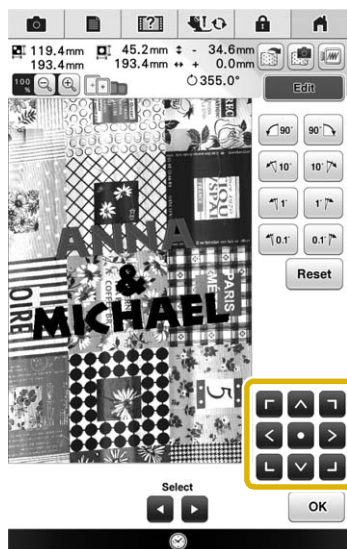 119.4mm 45.2mm - 34.6mm
193.4mm 193.4mm + 0.0mm
100 % 355.0°
Edit
90° 90°
10° 10°
1° 1°
0.1° 0.1°
Reset
PARIS
ANNA
&
MICHAEL
5
Select
OK